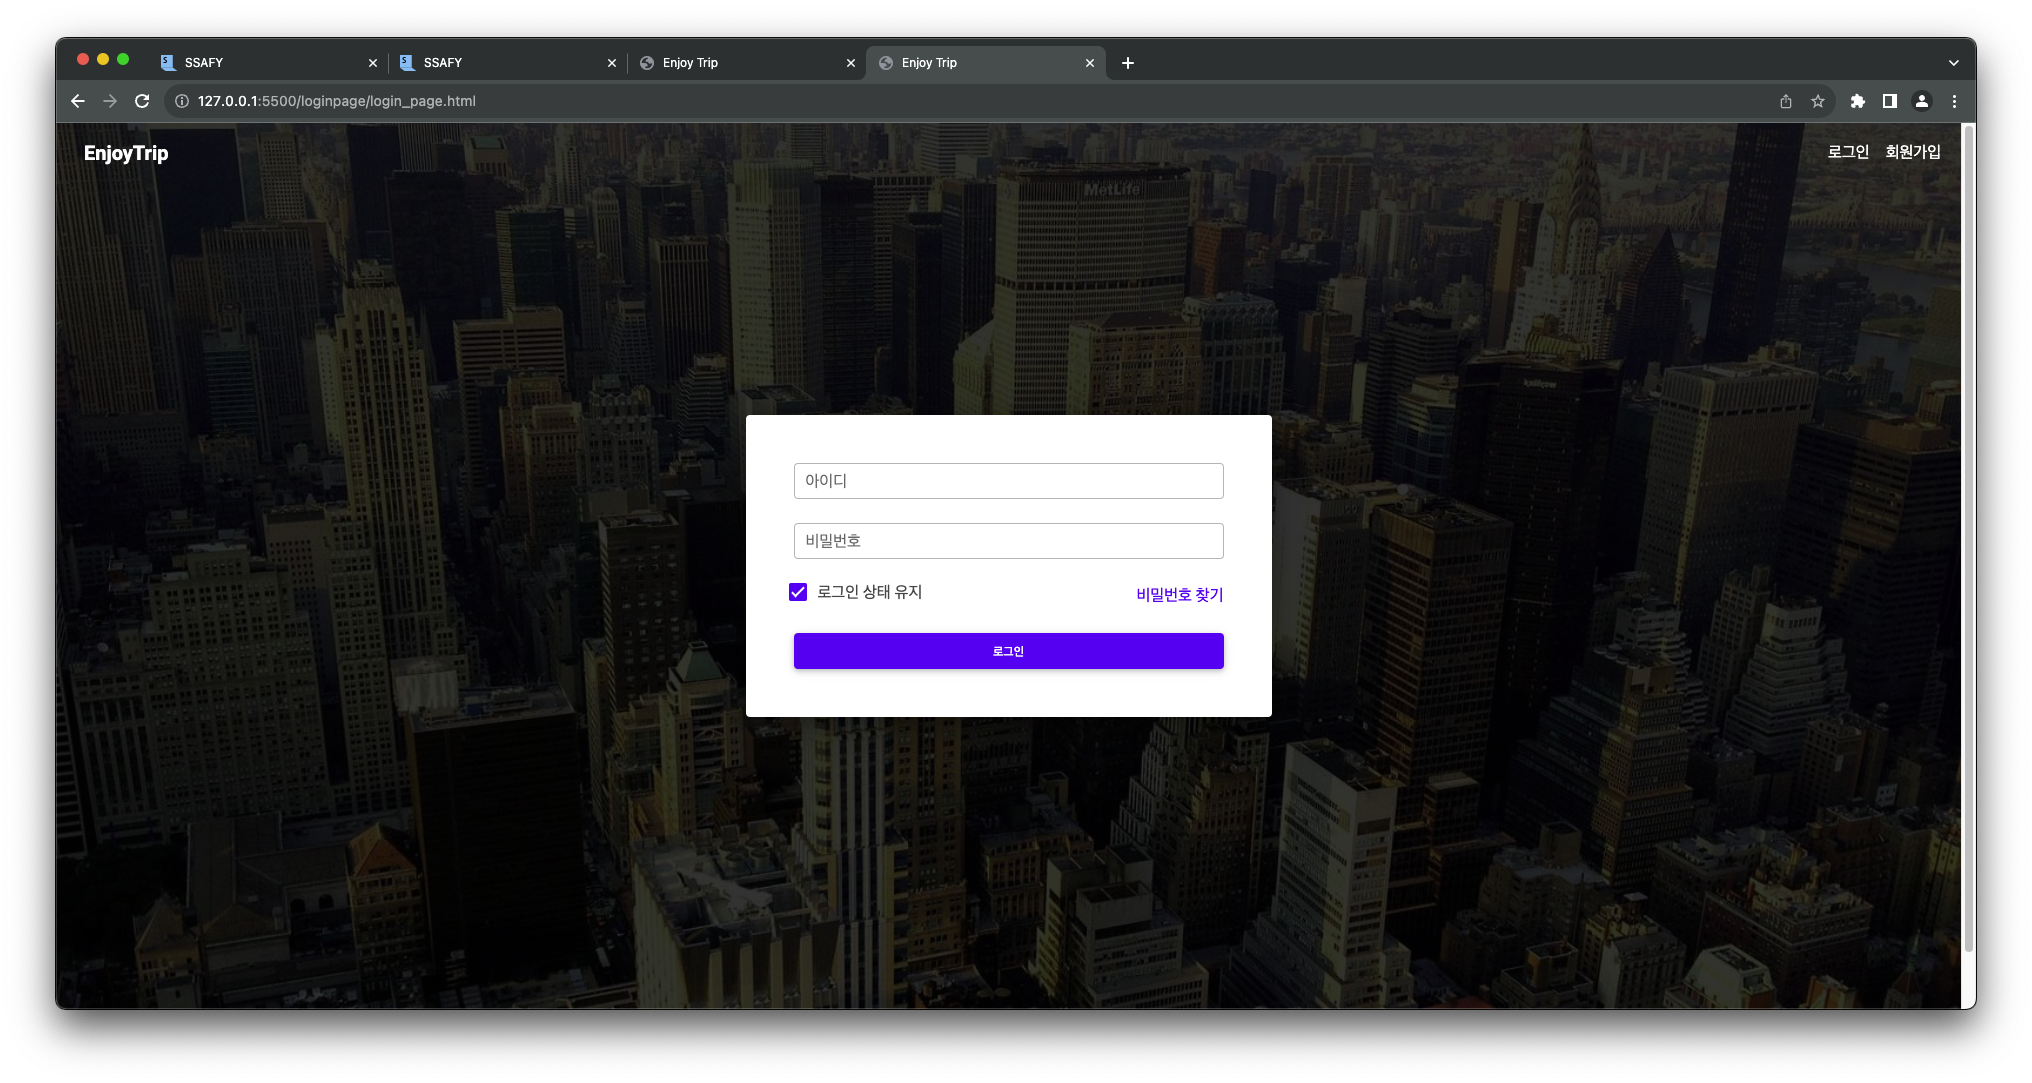 SSAFY
SSAFY
Enjoy Trip
Enjoy Trip
127.0.0.1:5500/loginpage/login_page.html
EnjoyTrip
로그인 회원가입
MetLife
아이디
비밀번호
로그인 상태 유지
비밀번호 찾기
로그인